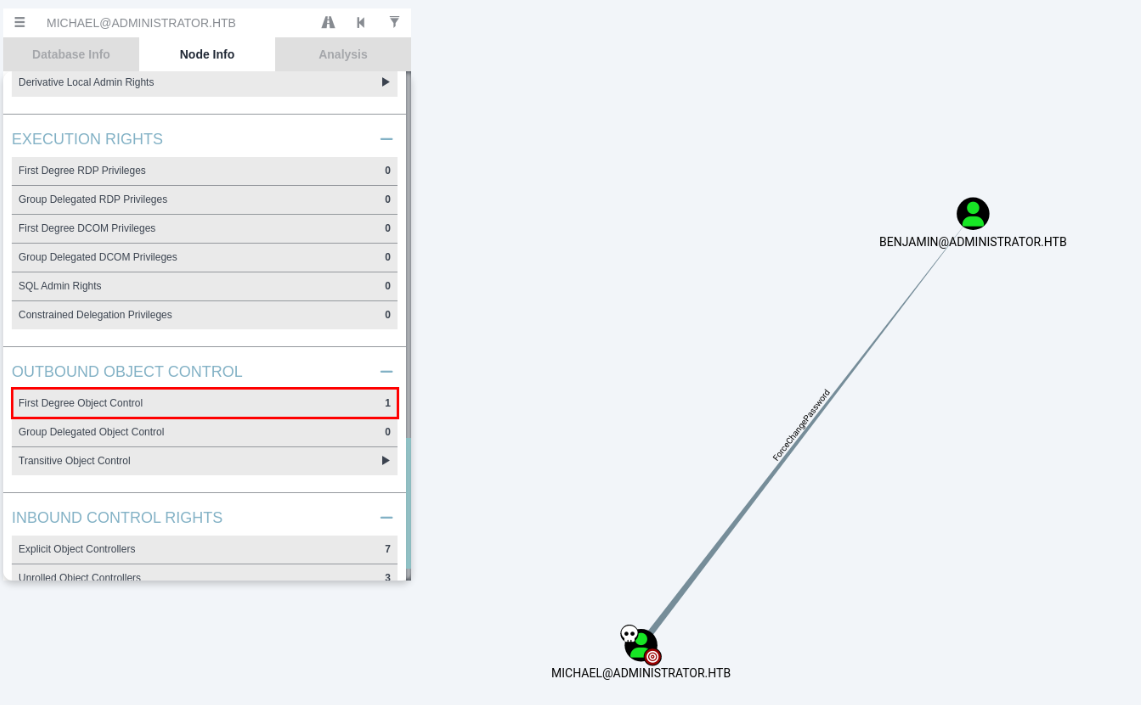 MICHAEL@ADMINISTRATOR.HTB
Database Info Node Info Analysis
Derivative Local Admin Rights
EXECUTION RIGHTS
First Degree RDP Privileges 0
Group Delegated RDP Privileges 0
First Degree DCOM Privileges 0
Group Delegated DCOM Privileges 0
SQL Admin Rights 0
Constrained Delegation Privileges 0
OUTBOUND OBJECT CONTROL
First Degree Object Control 1
Group Delegated Object Control 0
Transitive Object Control
INBOUND CONTROL RIGHTS
Explicit Object Controllers 7
Unrolled Object Controllers 3
BENJAMIN@ADMINISTRATOR.HTB
ForceChangePassword
MICHAEL@ADMINISTRATOR.HTB